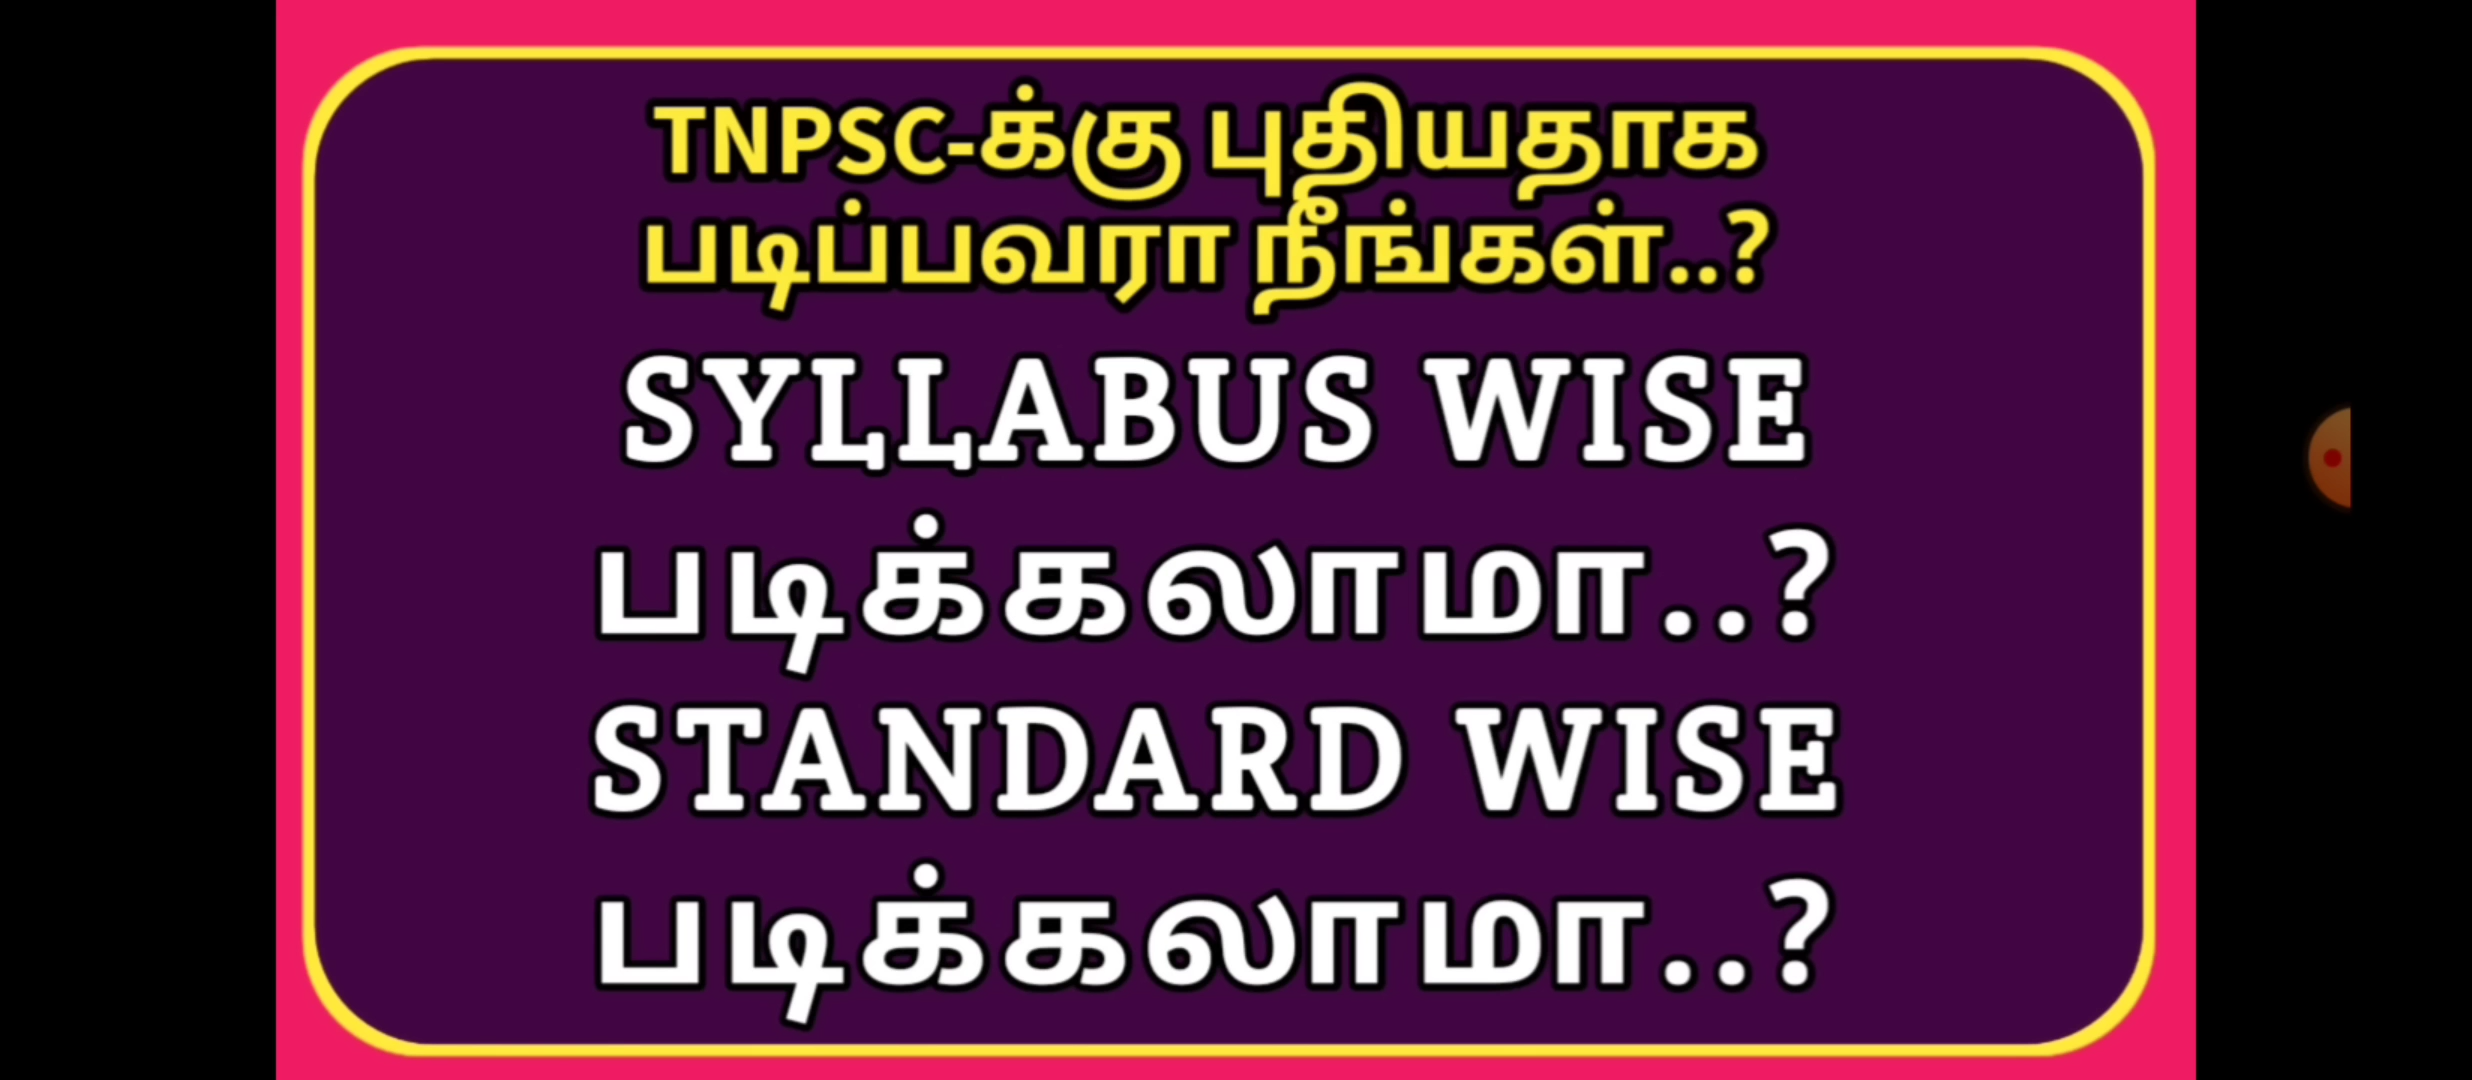 TNPSC-க்கு புதியதாக
படிப்பவரா நீங்கள்..?
SYLLABUS WISE
படிக்கலாமா..?
STANDARD WISE
படிக்கலாமா..?